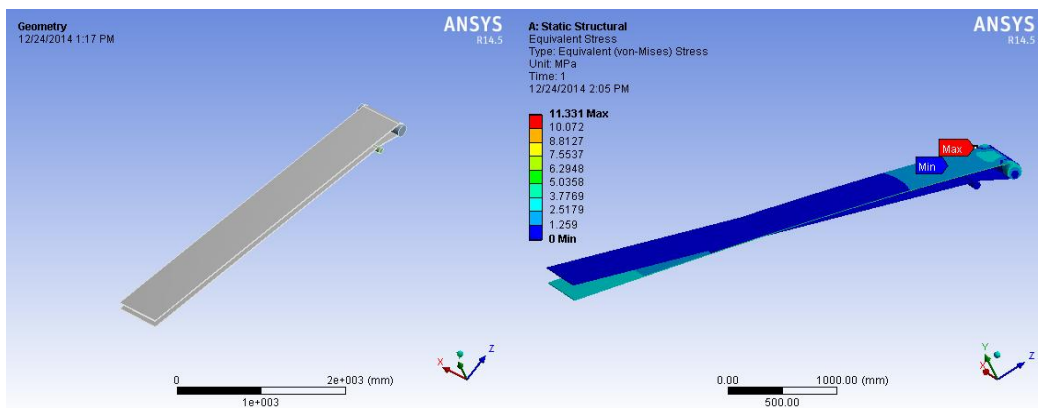 Geometry
12/24/2014 1:17 PM
ANSYS
R14.5
X
Z
0
2e+003 (mm)
1e+003
A: Static Structural
Equivalent Stress
Type: Equivalent (von-Mises) Stress
Unit: MPa
Time: 1
12/24/2014 2:05 PM
ANSYS
R14.5
11.331 Max
10.072
8.8127
7.5537
6.2948
5.0358
3.7769
2.5179
1.259
0 Min
Max
Min
Y
X
Z
0.00
1000.00 (mm)
500.00